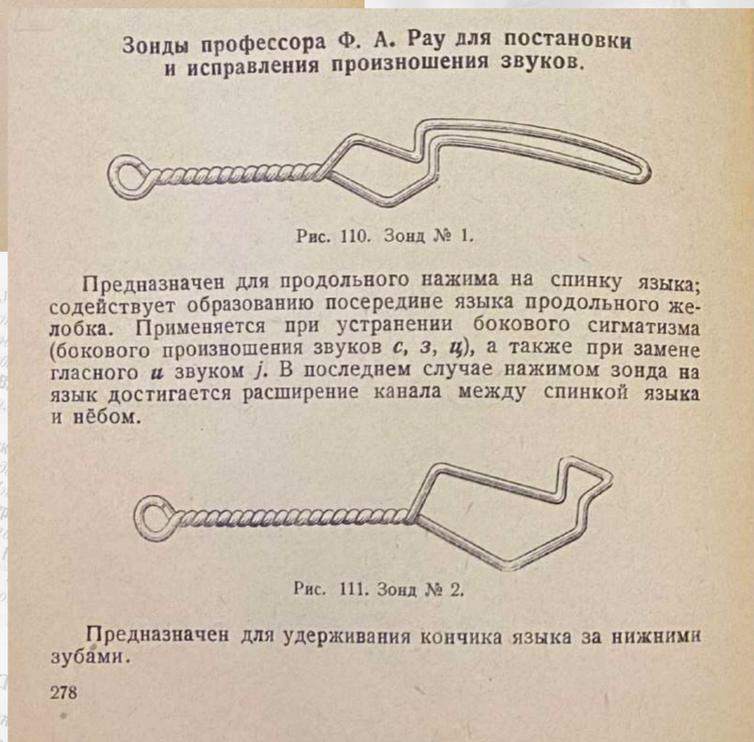 Зонды профессора Ф. А. Рау для постановки
и исправления произношения звуков.
Рис. 110. Зонд № 1.
Предназначен для продольного нажима на спинку языка;
содействует образованию посередине языка продольного же-
лобка. Применяется при устранении бокового сигматизма
(бокового произношения звуков с, з, ц), а также при замене
гласного и звуком j. В последнем случае нажимом зонда на
язык достигается расширение канала между спинкой языка
и нёбом.
Рис. 111. Зонд № 2.
Предназначен для удерживания кончика языка за нижними
зубами.
278